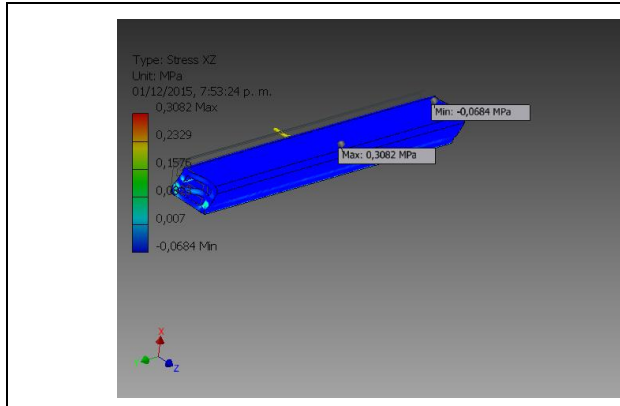 Type: Stress XZ
Unit: MPa
01/12/2015, 7:53:24 p. m.
0,3082 Max
0,2329
0,1576
0,007
-0,0684 Min
Min: -0,0684 MPa
Max: 0,3082 MPa
X
Z